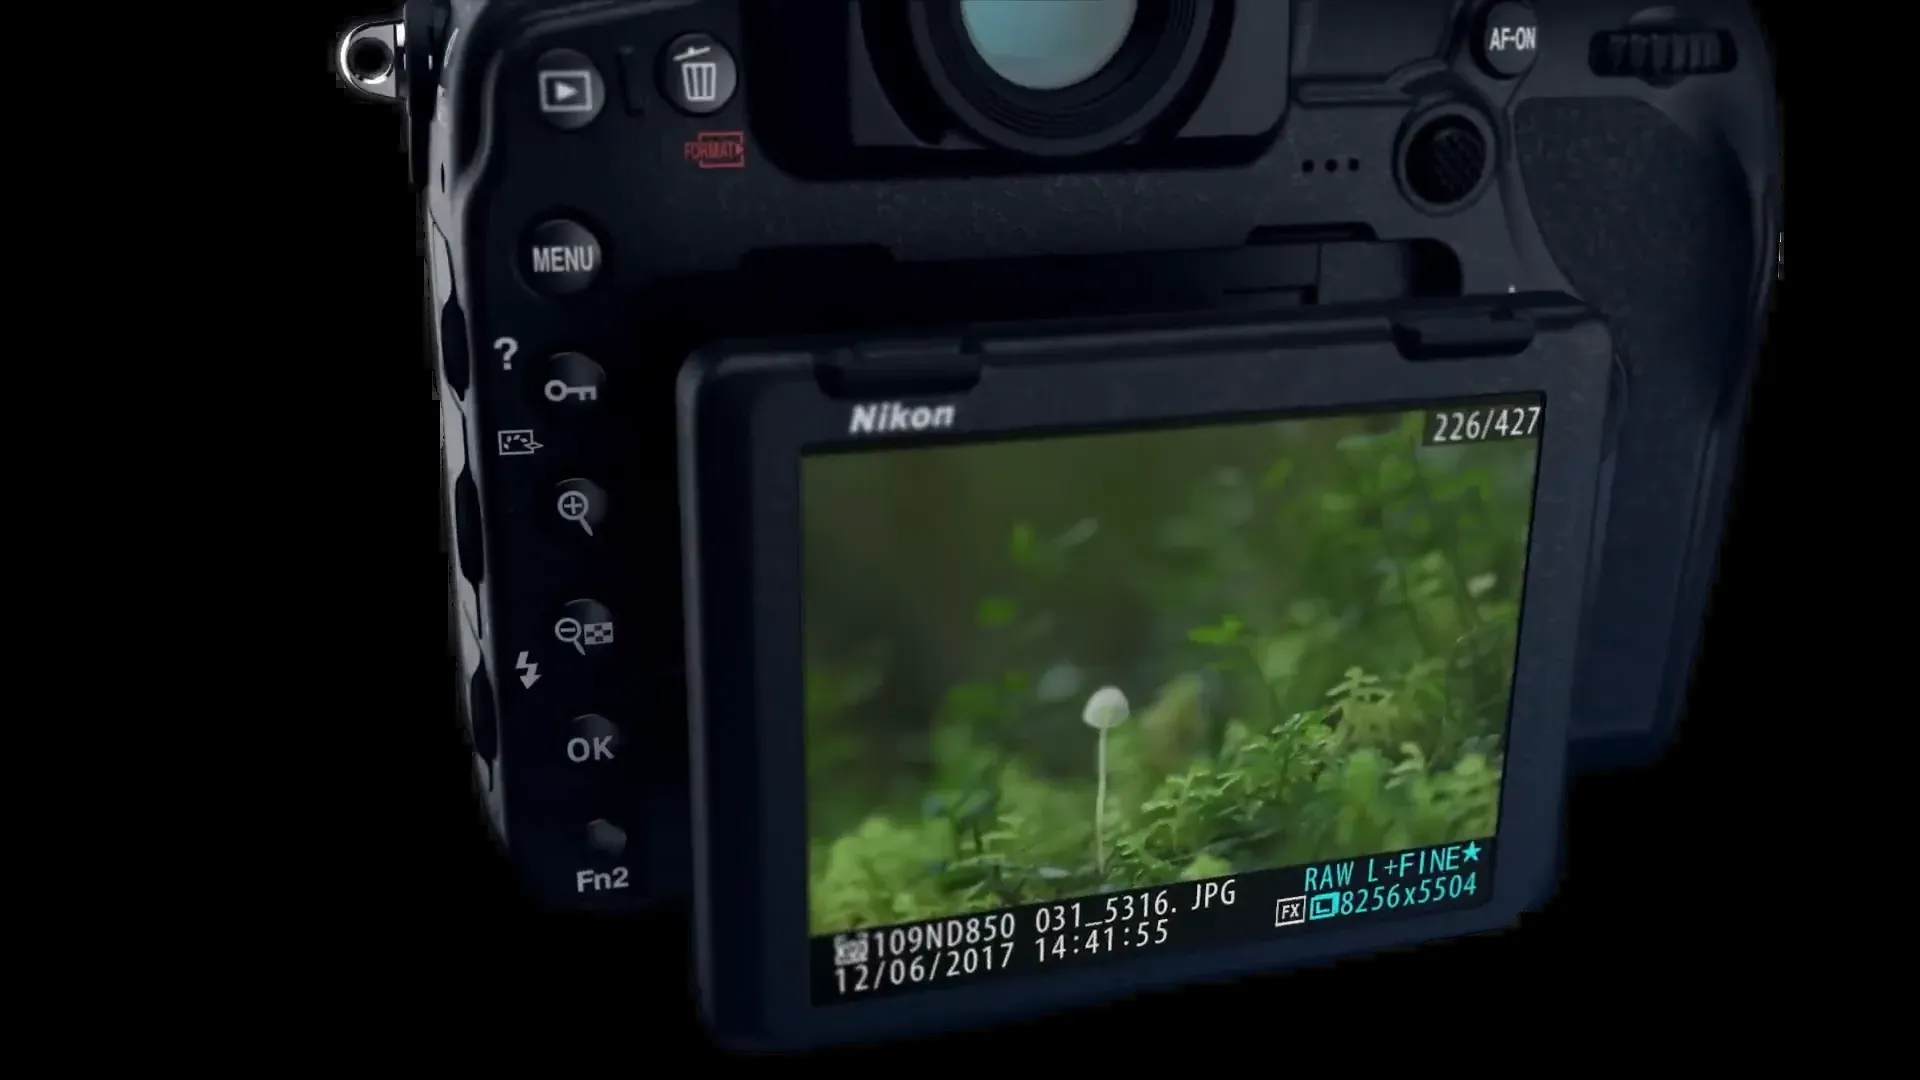 AF-ON
FORMAT
MENU
?
Nikon
226/427
OK
Fn2
RAW L+FINE★
109ND850 031_5316. JPG
FX L 8256x5504
12/06/2017 14:41:55